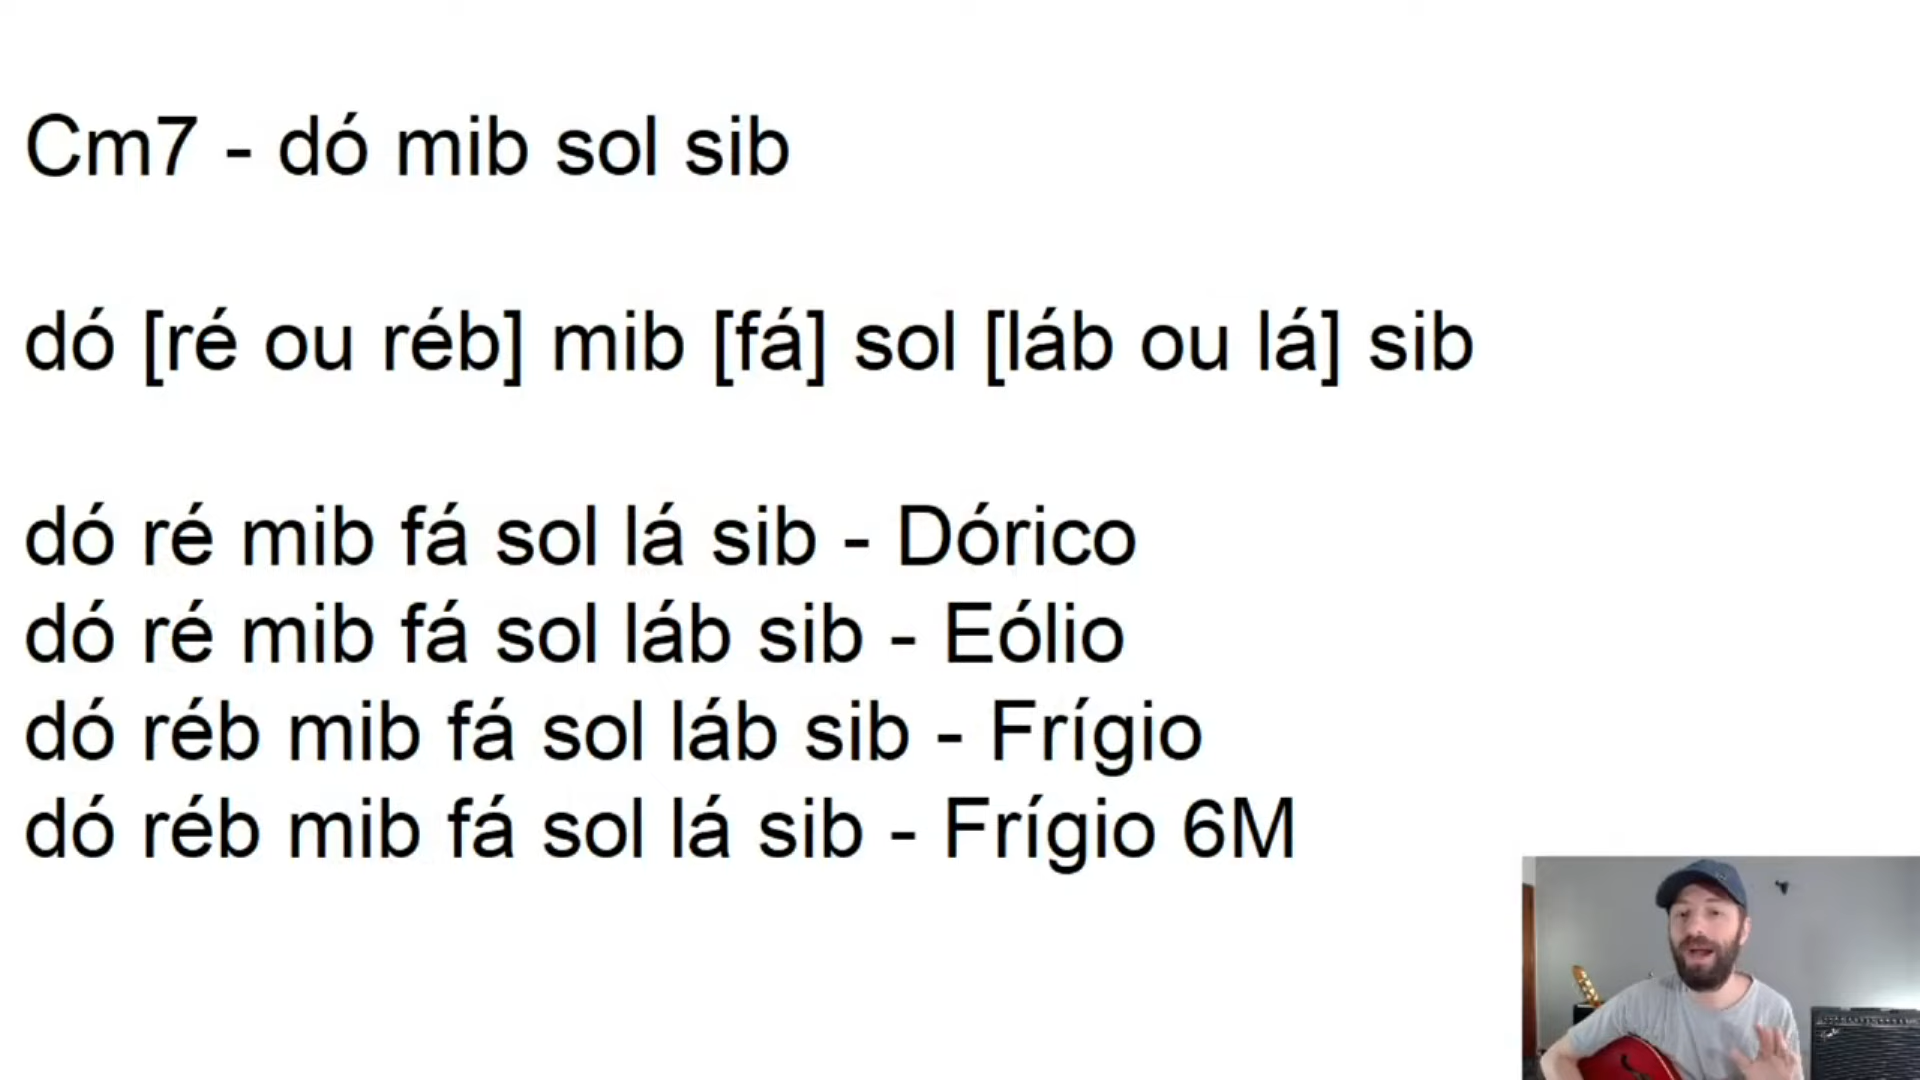 Cm7 - dó mib sol sib
dó [ré ou réb] mib [fá] sol [láb ou lá] sib
dó ré mib fá sol lá sib - Dórico
dó ré mib fá sol láb sib - Eólio
dó réb mib fá sol láb sib - Frígio
dó réb mib fá sol lá sib - Frígio 6M